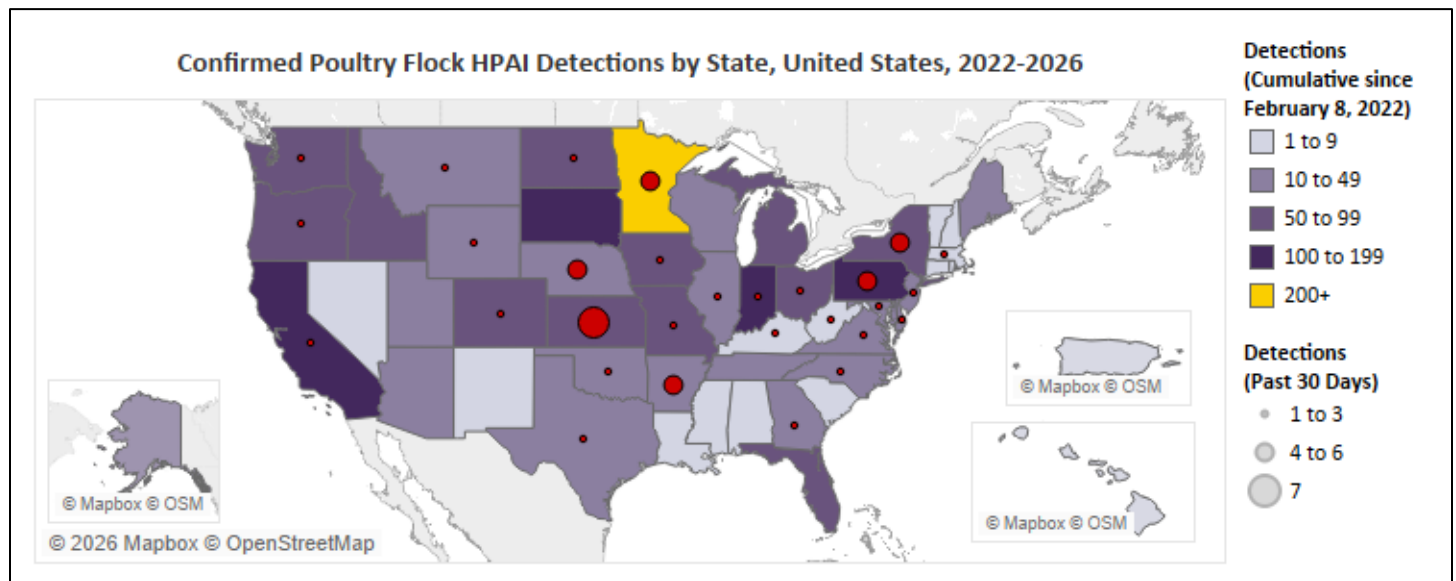 Confirmed Poultry Flock HPAI Detections by State, United States, 2022-2026
Detections
(Cumulative since
February 8, 2022)
1 to 9
10 to 49
50 to 99
100 to 199
200+
Detections
(Past 30 Days)
1 to 3
4 to 6
7
© Mapbox © OSM
© Mapbox © OSM
© Mapbox © OSM
© 2026 Mapbox © OpenStreetMap